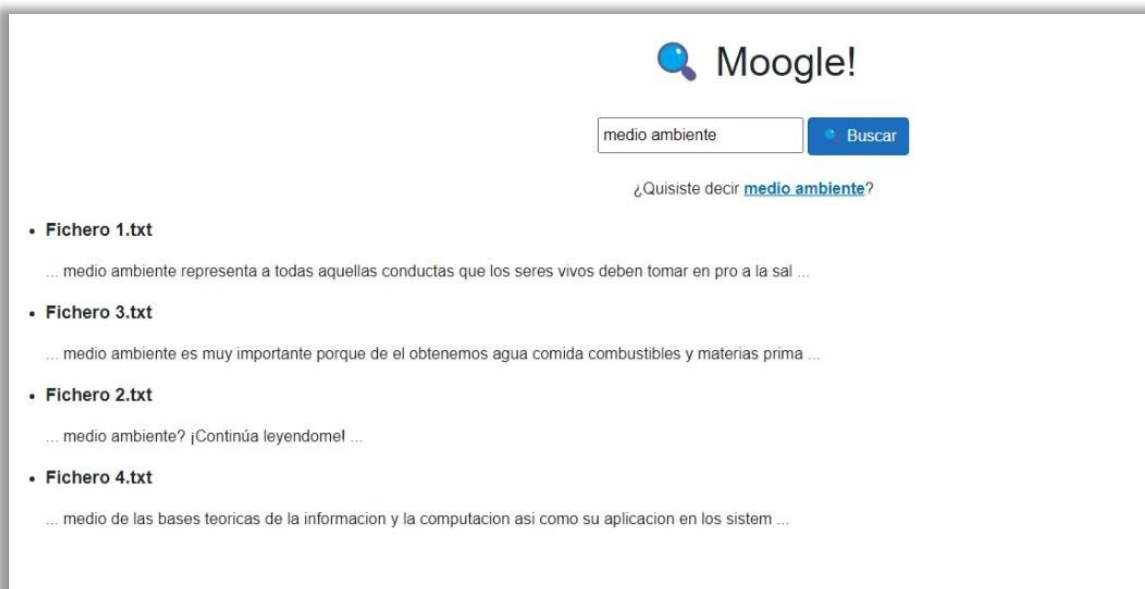 Moogle!
medio ambiente
Buscar
¿Quisiste decir medio ambiente?
• Fichero 1.txt
... medio ambiente representa a todas aquellas conductas que los seres vivos deben tomar en pro a la sal ...
• Fichero 3.txt
... medio ambiente es muy importante porque de el obtenemos agua comida combustibles y materias prima ...
• Fichero 2.txt
... medio ambiente? ¡Continúa leyendome! ...
• Fichero 4.txt
... medio de las bases teoricas de la informacion y la computacion asi como su aplicacion en los sistem ...